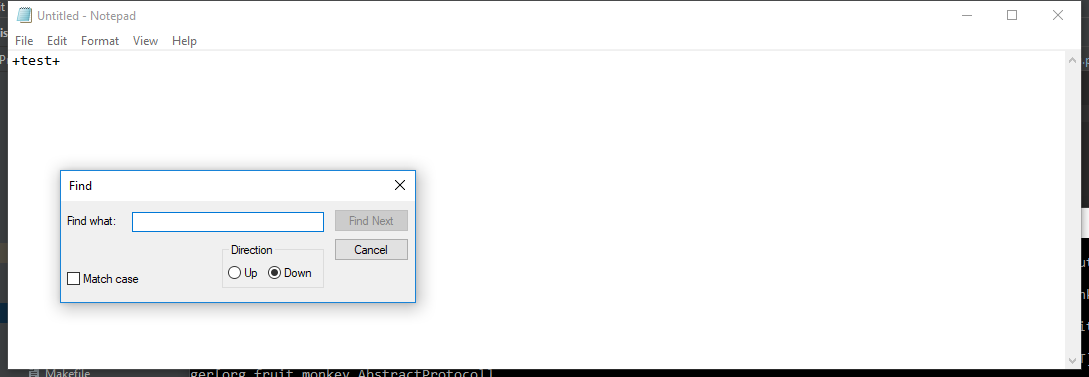 Untitled - Notepad
File Edit Format View Help
+test+
Find
Find what:
Find Next
Cancel
Direction
Up Down
Match case
Makefile
ger[org.fruit.monkey.AbstractProtocol]